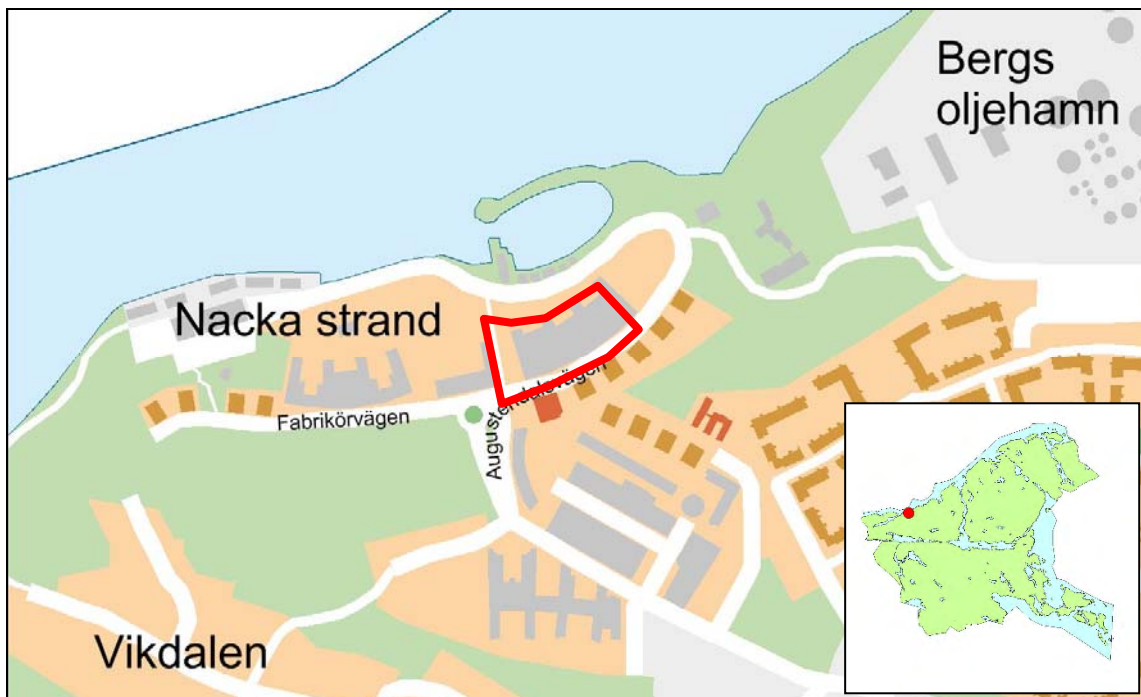 Bergs
oljehamn
Nacka strand
Fabrikörvägen
Augustendalsvägen
Vikdalen